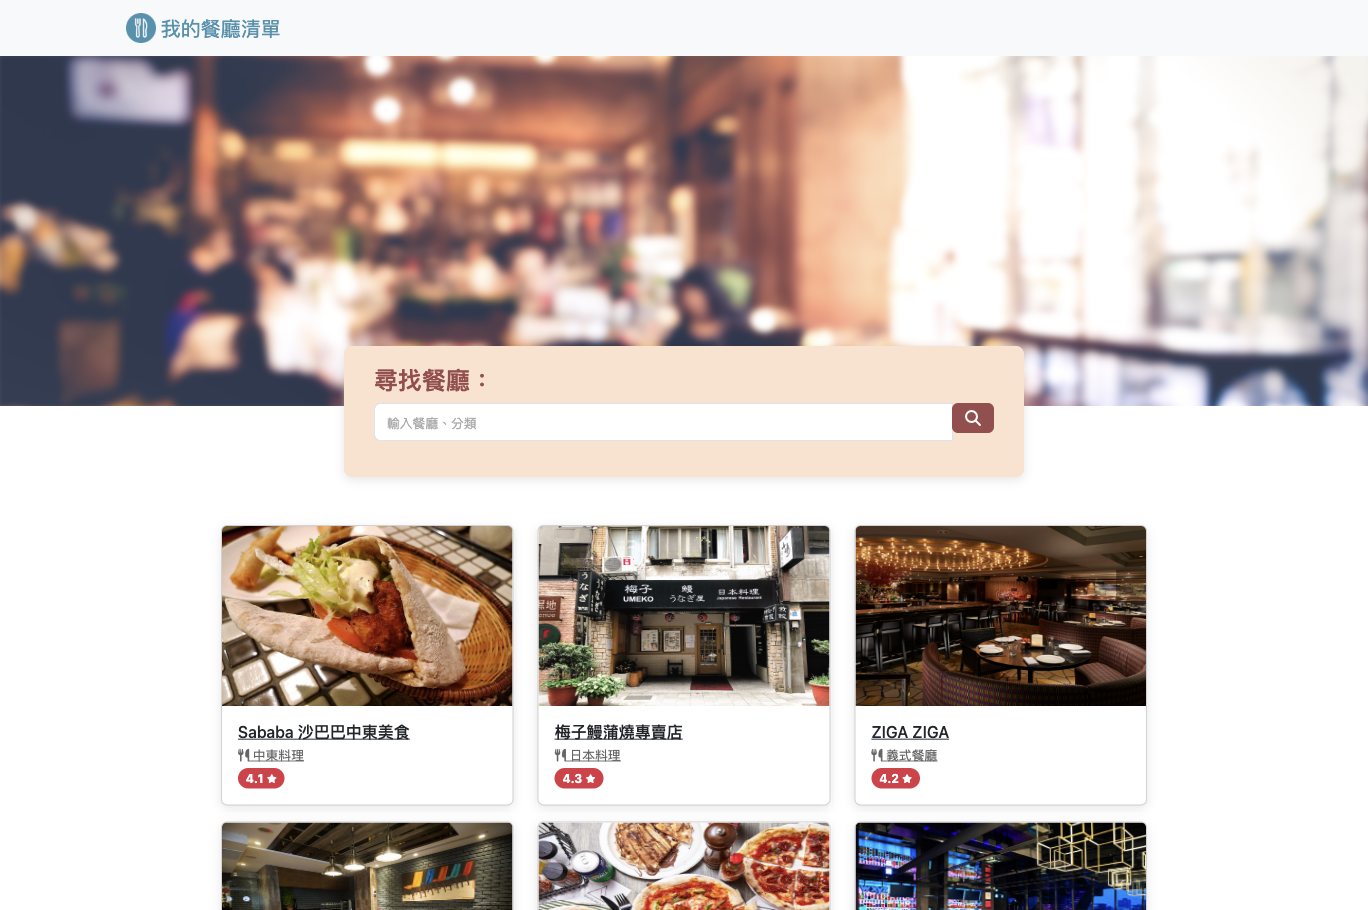 我的餐廳清單
尋找餐廳：
輸入餐廳、分類
うなぎ
梅子 鰻 日本料理
UMEKO うなぎ屋 Japanese Restaurant
Sababa 沙巴巴中東美食
中東料理
4.1
梅子鰻蒲燒專賣店
日本料理
4.3
ZIGA ZIGA
義式餐廳
4.2